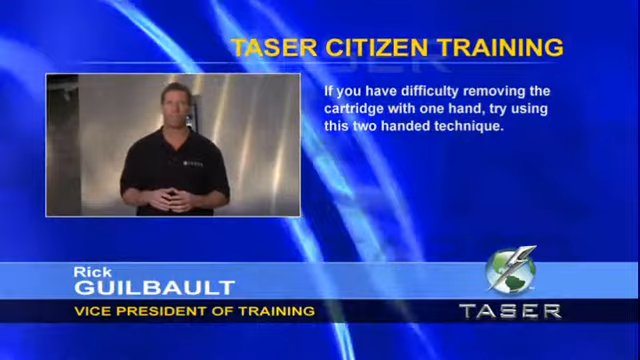 TASER CITIZEN TRAINING
If you have difficulty removing the
cartridge with one hand, try using
this two handed technique.
Rick
GUILBAULT
VICE PRESIDENT OF TRAINING
TASER